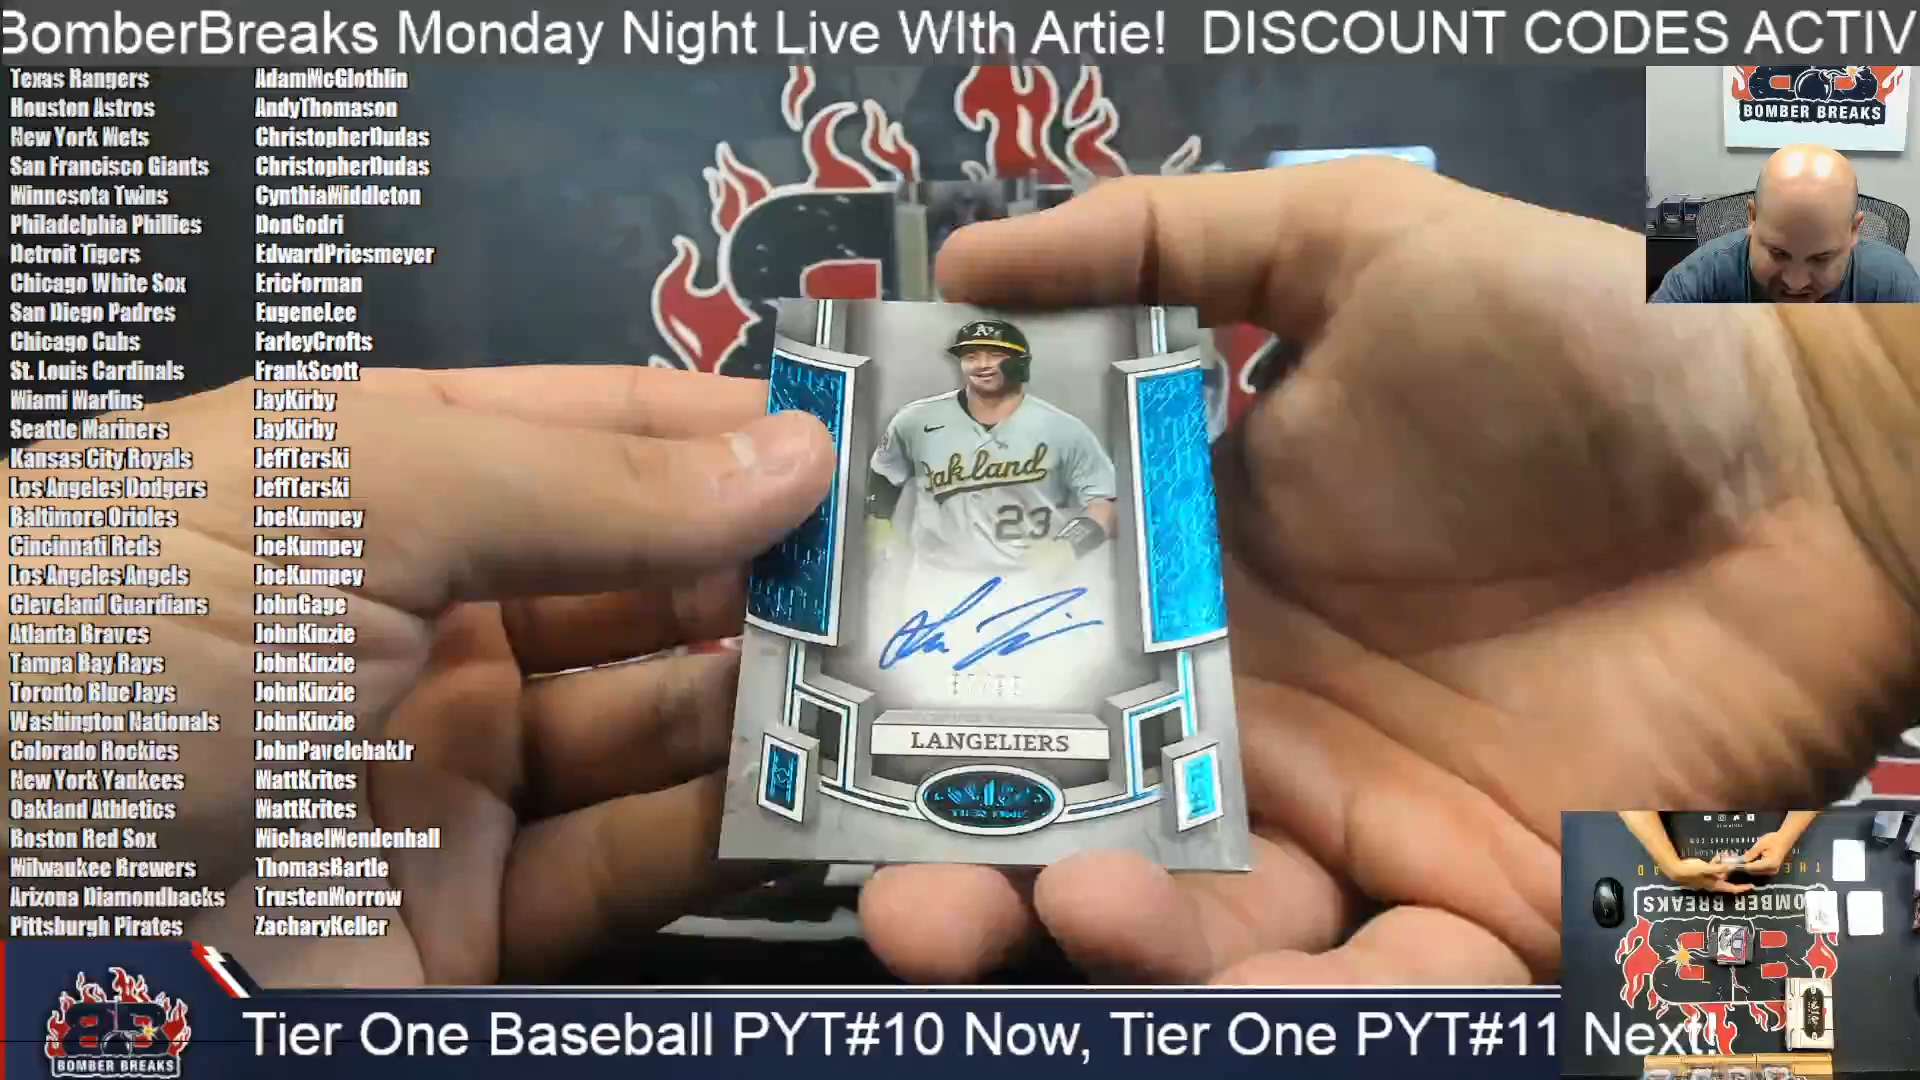 BomberBreaks Monday Night Live WIth Artie! DISCOUNT CODES ACTIV
Texas Rangers AdamMcGlothlin
Houston Astros AndyThomason
New York Mets ChristopherDudas
San Francisco Giants ChristopherDudas
Minnesota Twins CynthiaMiddleton
Philadelphia Phillies DonGodri
Detroit Tigers EdwardPriesmeyer
Chicago White Sox EricForman
San Diego Padres EugeneLee
Chicago Cubs FarleyCrofts
St. Louis Cardinals FrankScott
Miami Marlins JayKirby
Seattle Mariners JayKirby
Kansas City Royals JeffTerski
Los Angeles Dodgers JeffTerski
Baltimore Orioles JoeKumpey
Cincinnati Reds JoeKumpey
Los Angeles Angels JoeKumpey
Cleveland Guardians JohnGage
Atlanta Braves JohnKinzie
Tampa Bay Rays JohnKinzie
Toronto Blue Jays JohnKinzie
Washington Nationals JohnKinzie
Colorado Rockies JohnPavelchakJr
New York Yankees MattKrites
Oakland Athletics MattKrites
Boston Red Sox MichaelMendenhall
Milwaukee Brewers ThomasBartle
Arizona Diamondbacks TrustenMorrow
Pittsburgh Pirates ZacharyKeller
BOMBER BREAKS
A's
Oakland
23
LANGELIERS
TIER ONE
BOMBER BREAKS
BB
BOMBER BREAKS
Tier One Baseball PYT#10 Now, Tier One PYT#11 Next!